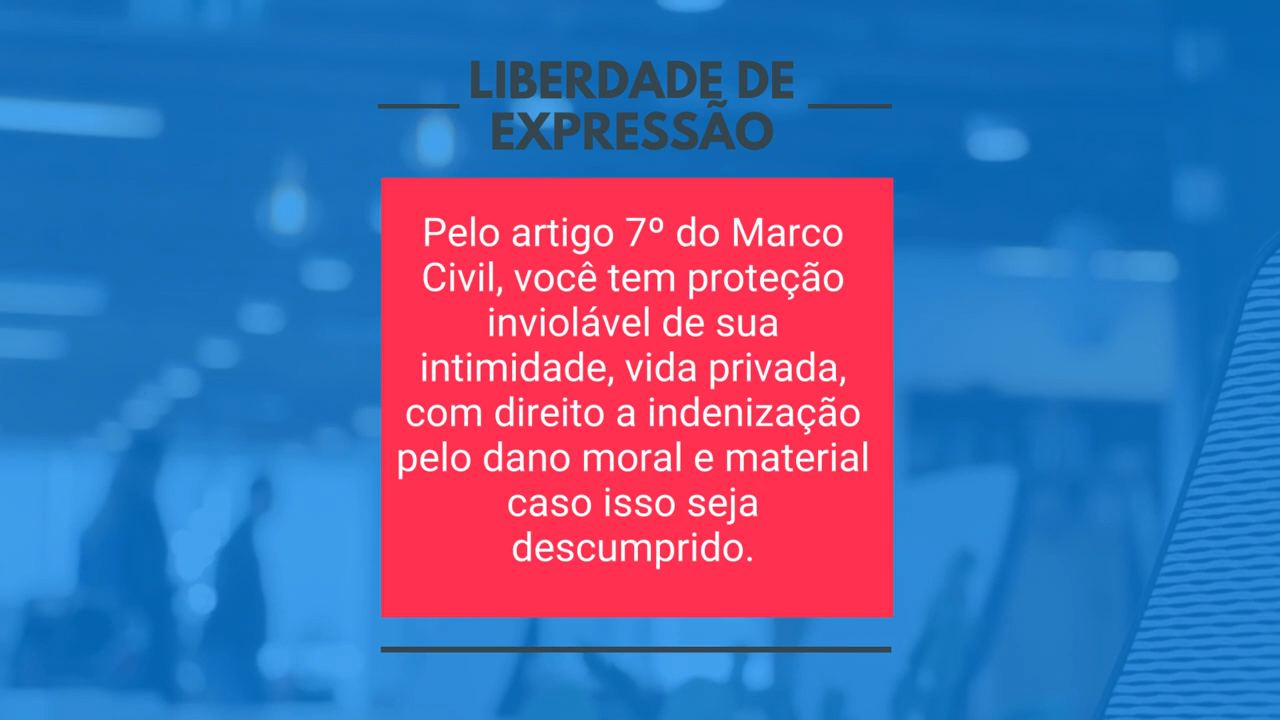 LIBERDADE DE
EXPRESSÃO
Pelo artigo 7º do Marco
Civil, você tem proteção
inviolável de sua
intimidade, vida privada,
com direito a indenização
pelo dano moral e material
caso isso seja
descumprido.